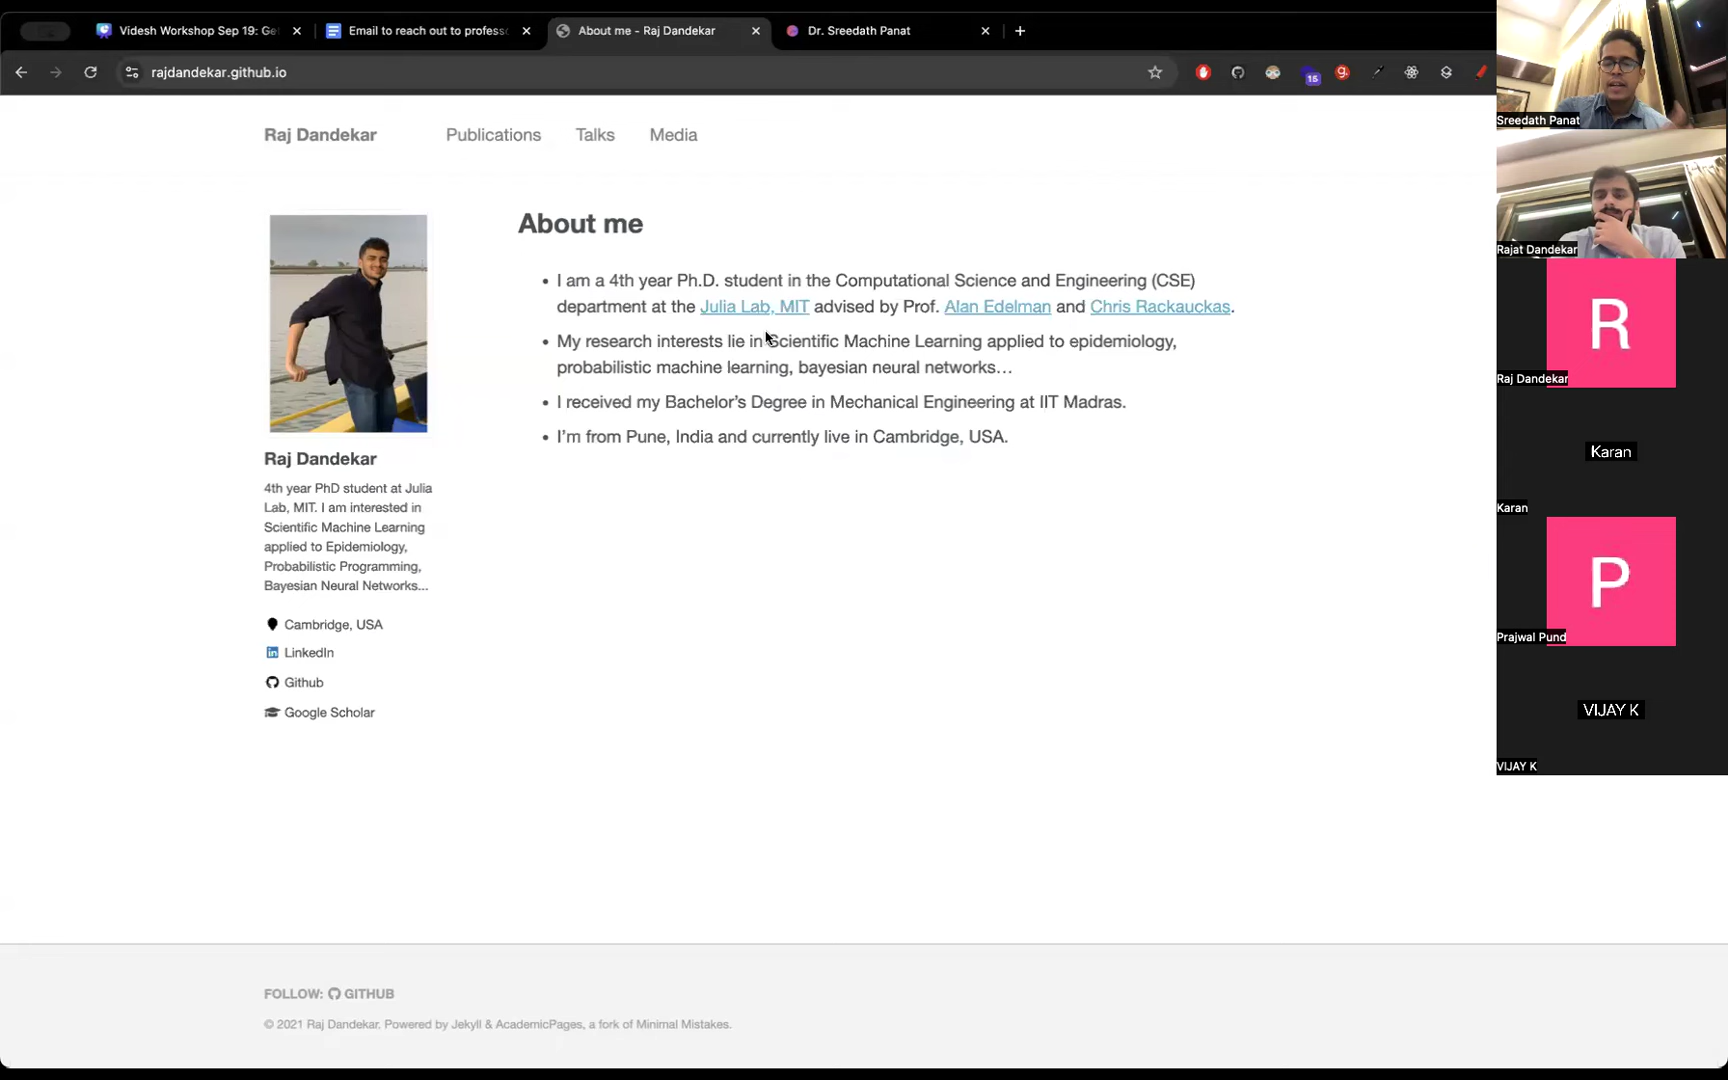 Videsh Workshop Sep 19: Ge
Email to reach out to profess
About me - Raj Dandekar
Dr. Sreedath Panat
rajdandekar.github.io
15
g.
Raj Dandekar
Publications
Talks
Media
About me
• I am a 4th year Ph.D. student in the Computational Science and Engineering (CSE)
department at the Julia Lab, MIT advised by Prof. Alan Edelman and Chris Rackauckas.
• My research interests lie in Scientific Machine Learning applied to epidemiology,
probabilistic machine learning, bayesian neural networks…
• I received my Bachelor’s Degree in Mechanical Engineering at IIT Madras.
• I’m from Pune, India and currently live in Cambridge, USA.
Raj Dandekar
4th year PhD student at Julia
Lab, MIT. I am interested in
Scientific Machine Learning
applied to Epidemiology,
Probabilistic Programming,
Bayesian Neural Networks...
Cambridge, USA
LinkedIn
Github
Google Scholar
FOLLOW: GITHUB
© 2021 Raj Dandekar. Powered by Jekyll & AcademicPages, a fork of Minimal Mistakes.
Sreedath Panat
Rajat Dandekar
R
Raj Dandekar
Karan
Karan
P
Prajwal Pund
VIJAY K
VIJAY K